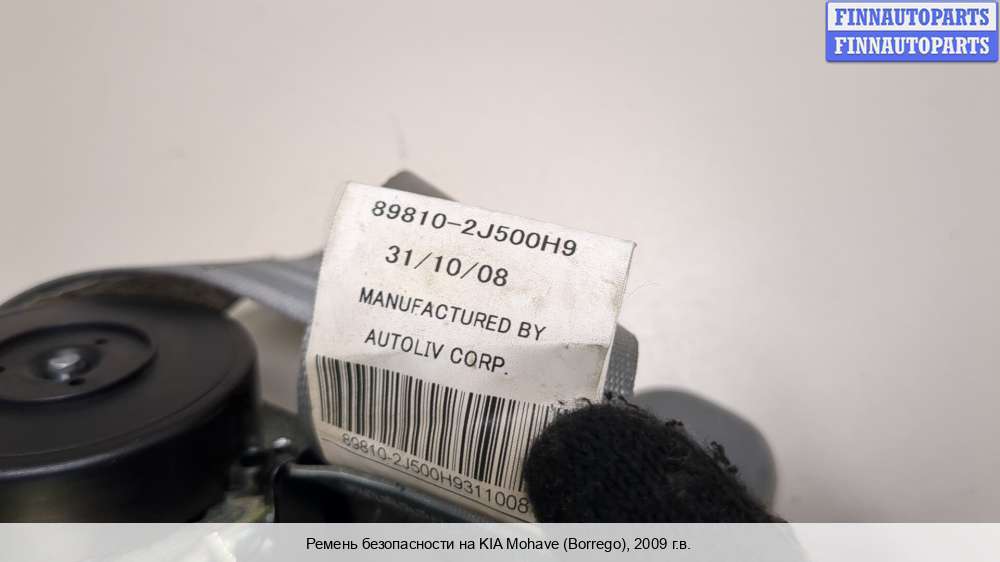 FINNAUTOPARTS
FINNAUTOPARTS
89810-2J500H9
31/10/08
MANUFACTURED BY
AUTOLIV CORP.
89810-2J500H9311008
Ремень безопасности на KIA Mohave (Borrego), 2009 г.в.